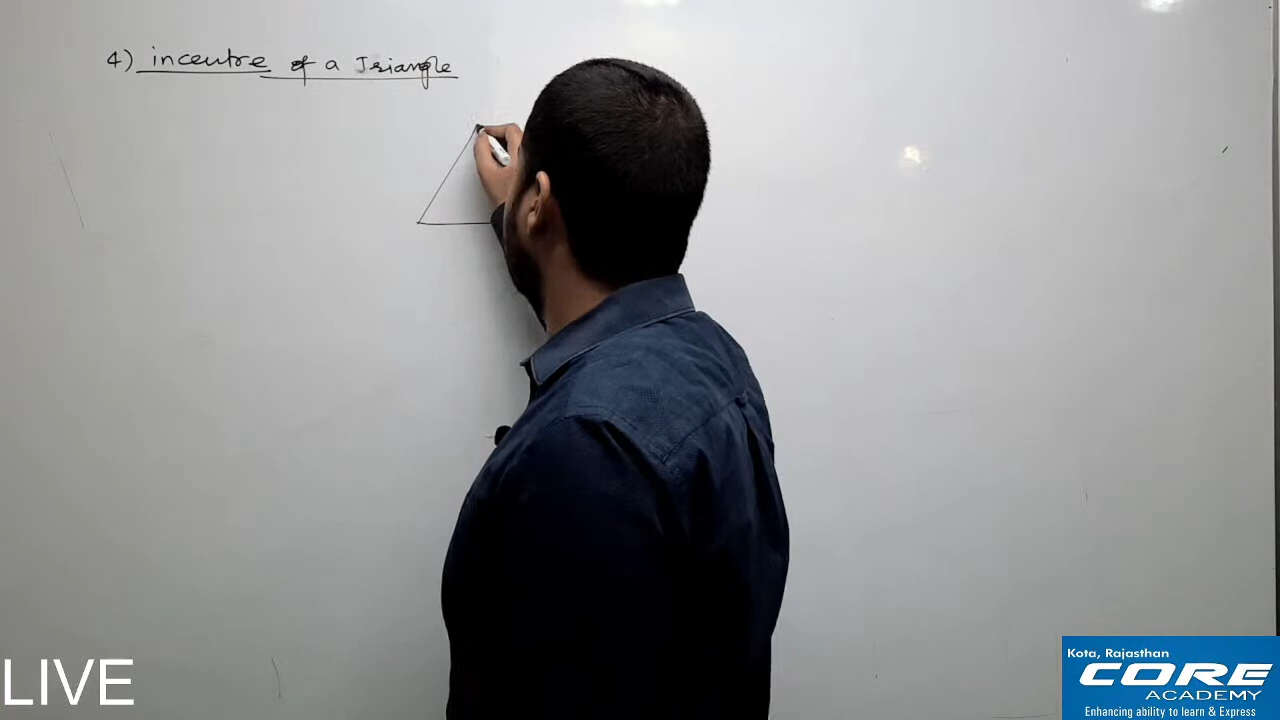 4) incentre of a Triangle
LIVE
Kota, Rajasthan
CORE
ACADEMY
Enhancing ability to learn & Express